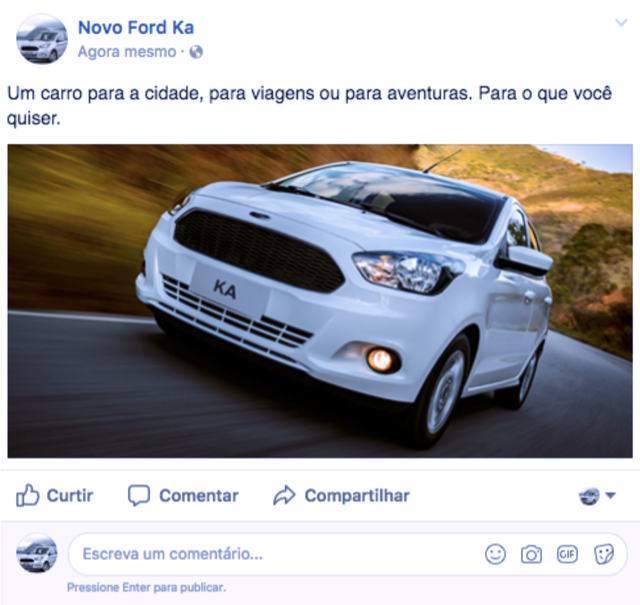 Novo Ford Ka
Agora mesmo ·
Um carro para a cidade, para viagens ou para aventuras. Para o que você
quiser.
KA
Curtir Comentar Compartilhar
Escreva um comentário...
GIF
Pressione Enter para publicar.